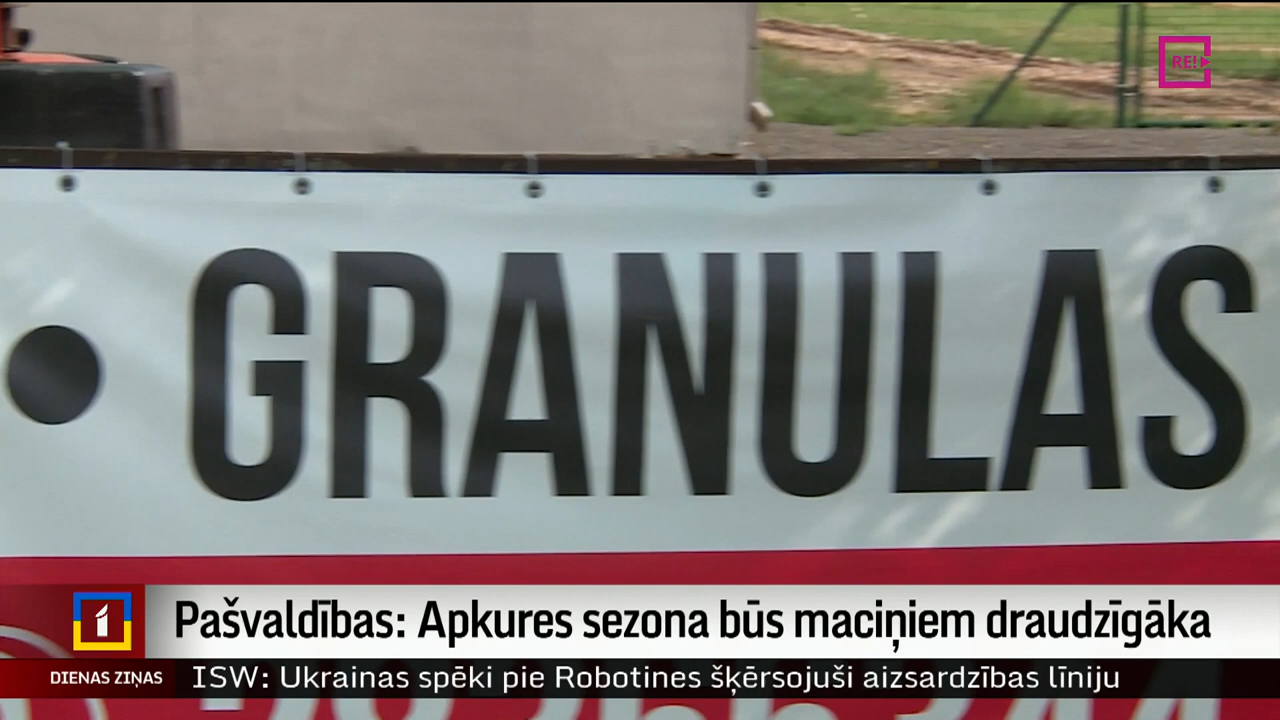 RE!
GRANULAS
1
Pašvaldības: Apkures sezona būs maciņiem draudzīgāka
DIENAS ZIŅAS
ISW: Ukrainas spēki pie Robotines šķērsojuši aizsardzības līniju